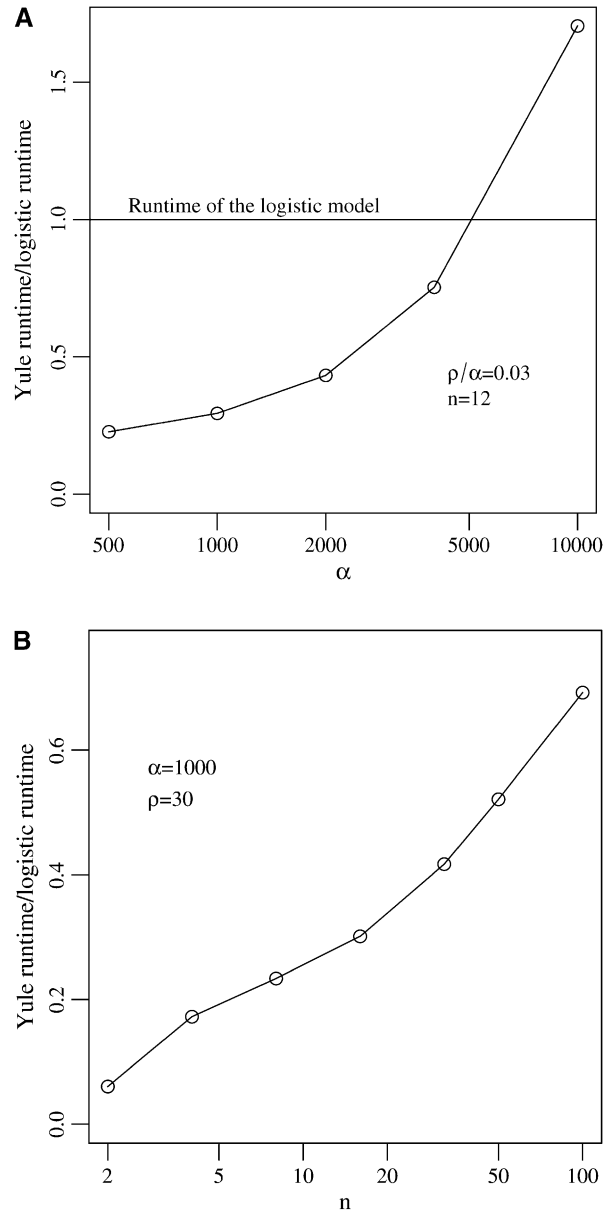 A
Yule runtime/logistic runtime
1.5
1.0
0.5
0.0
Runtime of the logistic model
ρ/α=0.03
n=12
500 1000 2000 5000 10000
α
B
Yule runtime/logistic runtime
0.6
0.4
0.2
0.0
α=1000
ρ=30
2 5 10 20 50 100
n